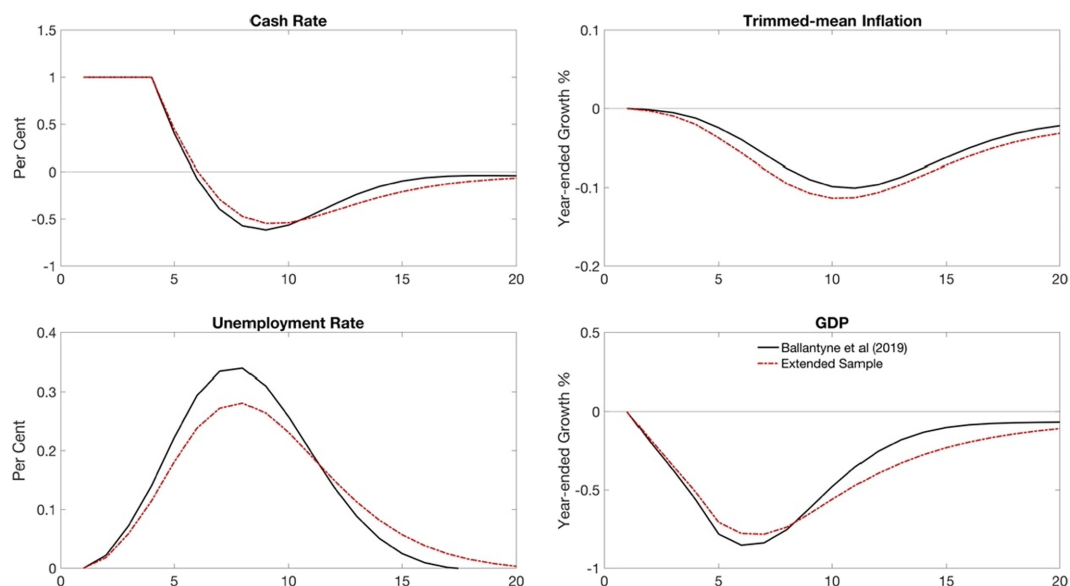 Cash Rate
1.5
1
0.5
0
-0.5
-1
Per Cent
0 5 10 15 20
Trimmed-mean Inflation
0.1
0
-0.1
-0.2
Year-ended Growth %
0 5 10 15 20
Unemployment Rate
0.4
0.3
0.2
0.1
0
Per Cent
0 5 10 15 20
GDP
Ballantyne et al (2019)
Extended Sample
0.5
0
-0.5
-1
Year-ended Growth %
0 5 10 15 20